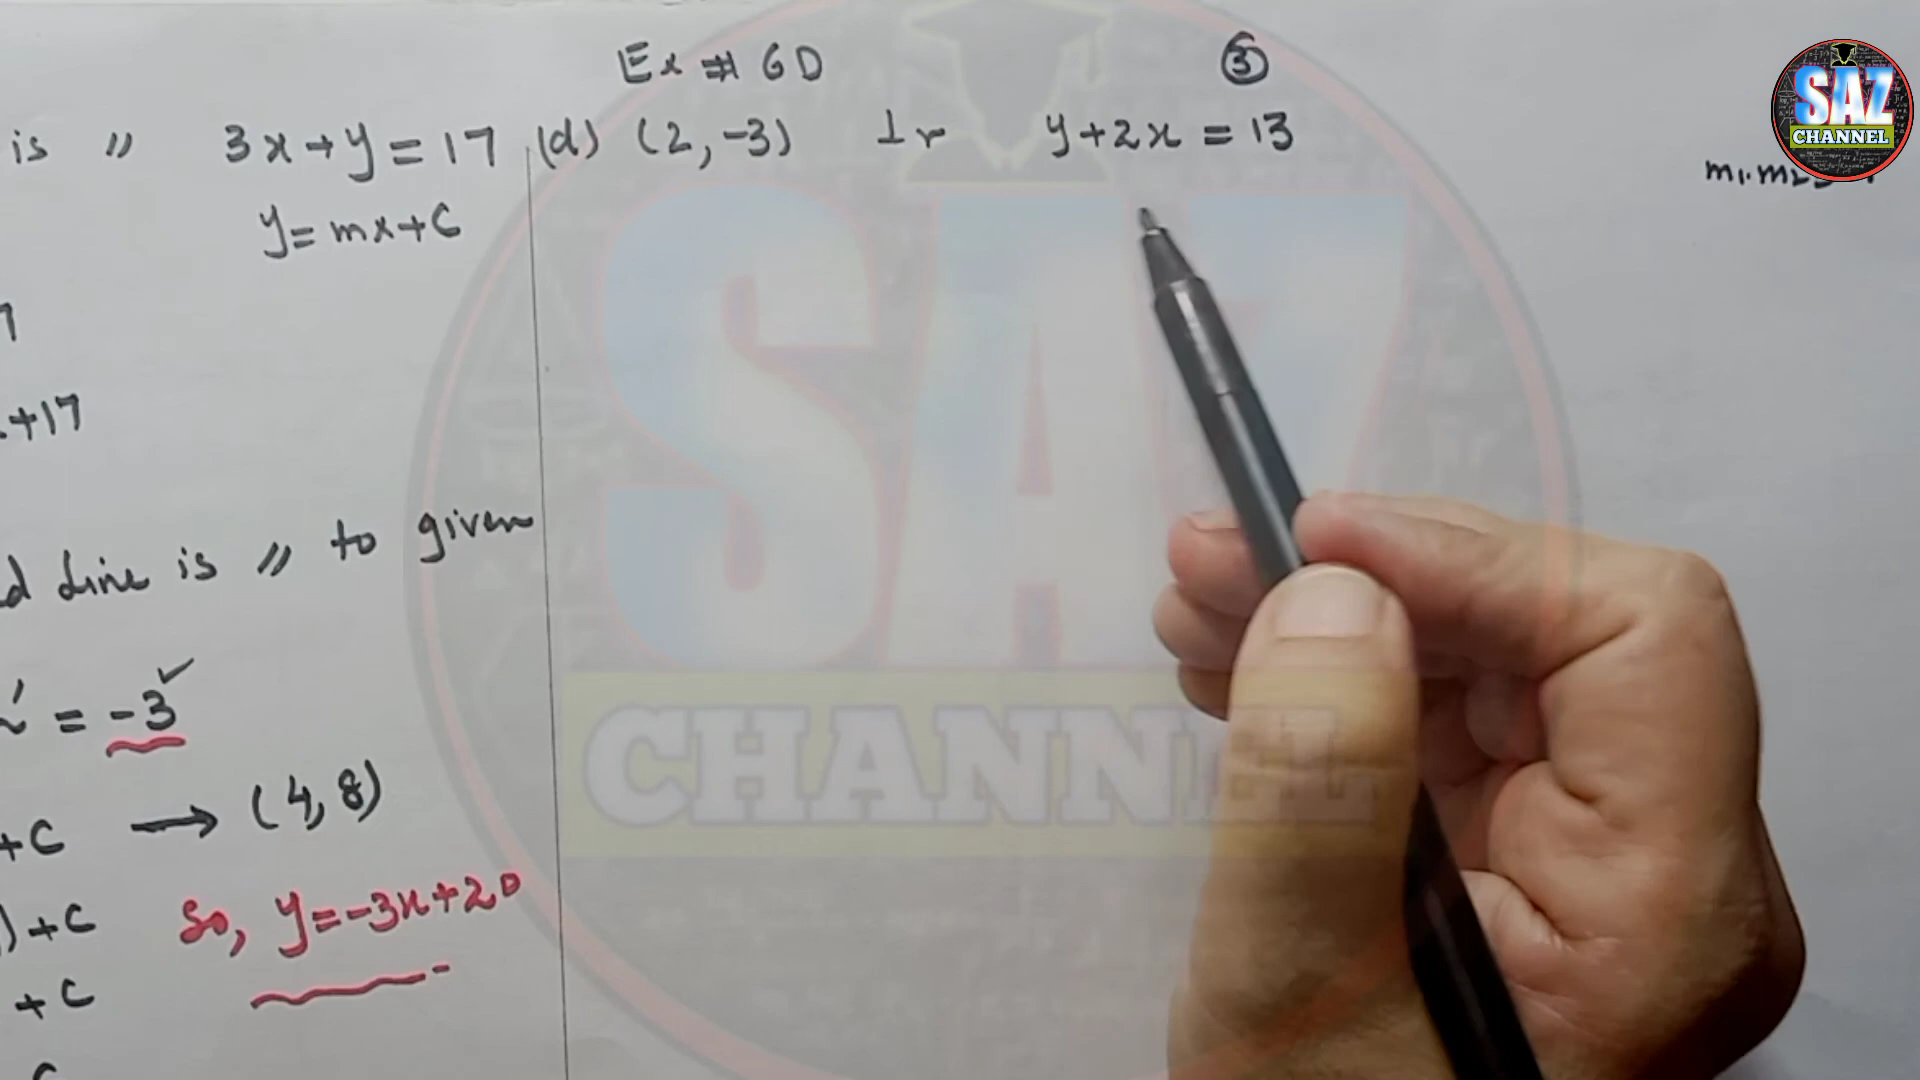 Ex # 6D
③
is // 3x+y=17
(d) (2,-3) ⊥r y+2x=13
y=mx+c
+17
line is // to given
= -3 ✓
+c → (4,8)
)+c So, y=-3x+20
+c
SAZ
CHANNEL
SAZ
CHANNEL